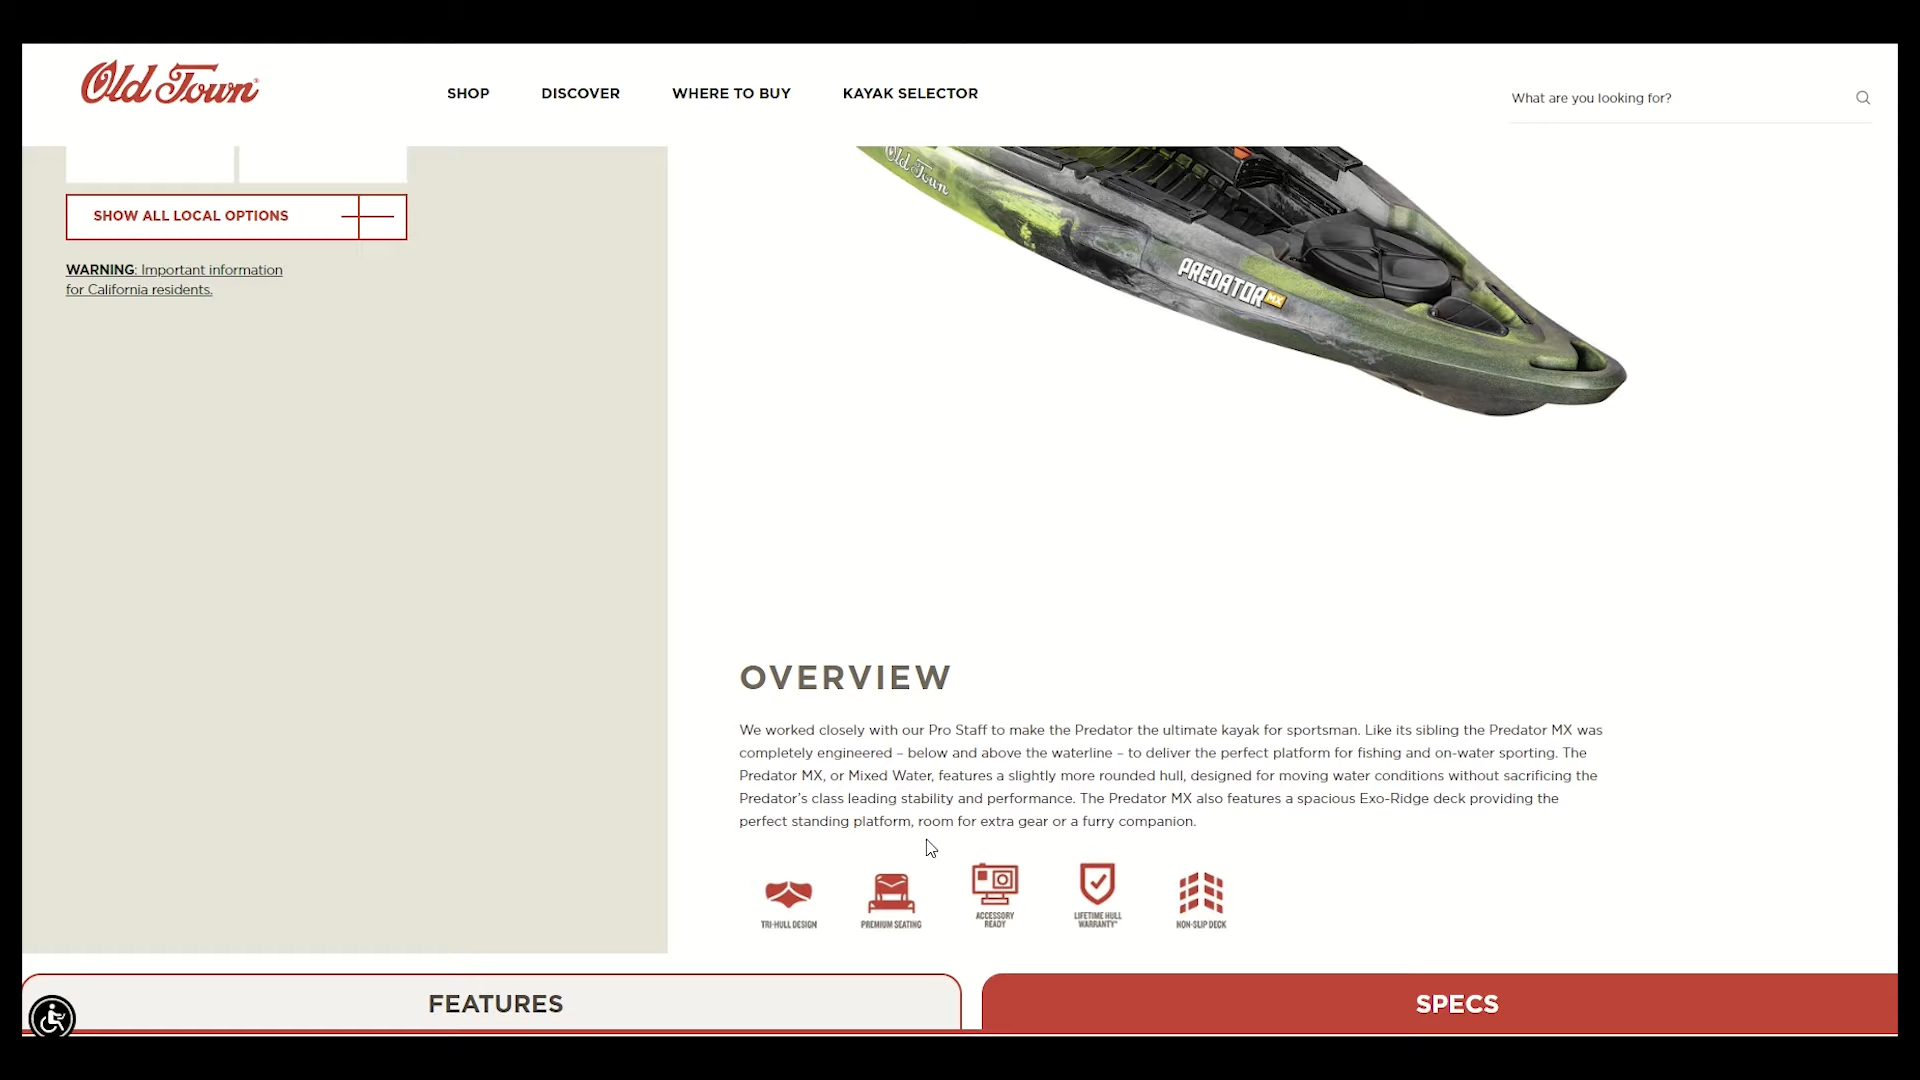 Old Town
SHOP
DISCOVER
WHERE TO BUY
KAYAK SELECTOR
What are you looking for?
SHOW ALL LOCAL OPTIONS
WARNING: Important information
for California residents.
Old Town
PREDATOR MX
OVERVIEW
We worked closely with our Pro Staff to make the Predator the ultimate kayak for sportsman. Like its sibling the Predator MX was
completely engineered – below and above the waterline – to deliver the perfect platform for fishing and on-water sporting. The
Predator MX, or Mixed Water, features a slightly more rounded hull, designed for moving water conditions without sacrificing the
Predator’s class leading stability and performance. The Predator MX also features a spacious Exo-Ridge deck providing the
perfect standing platform, room for extra gear or a furry companion.
TRI-HULL DESIGN
PREMIUM SEATING
ACCESSORY
READY
LIFETIME HULL
WARRANTY*
NON-SLIP DECK
FEATURES
SPECS